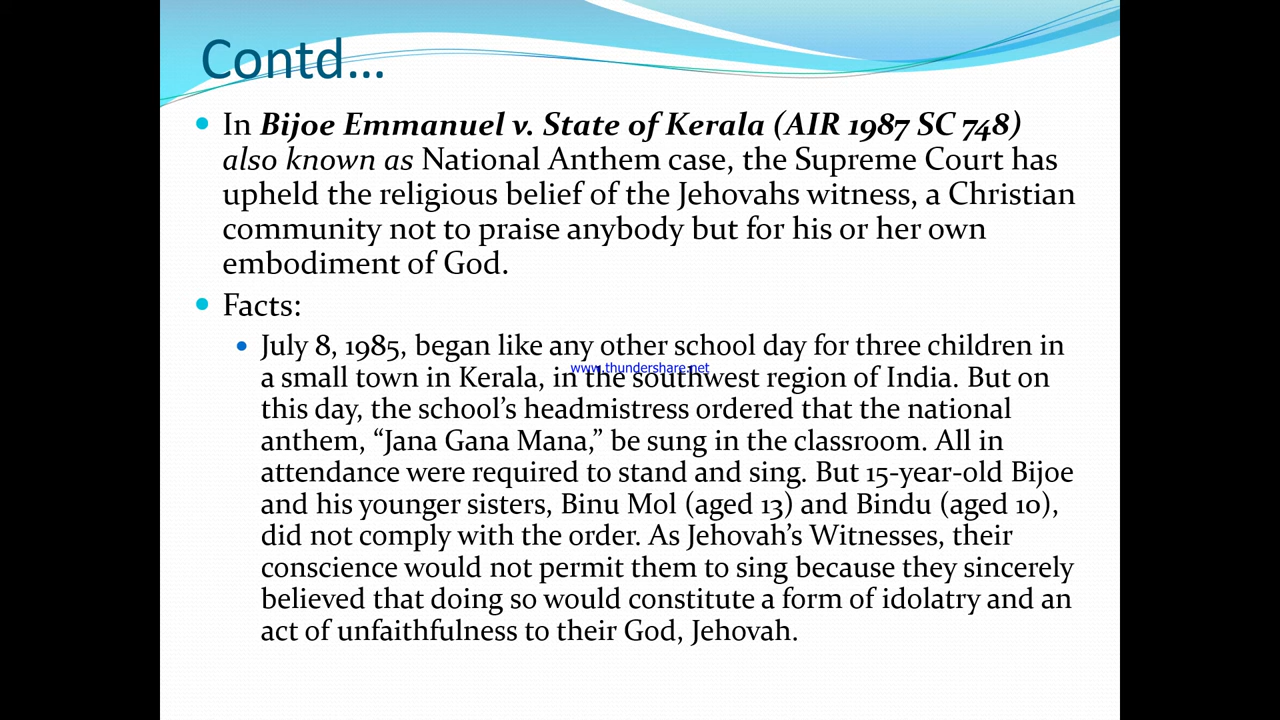 Contd...
• In Bijoe Emmanuel v. State of Kerala (AIR 1987 SC 748)
also known as National Anthem case, the Supreme Court has
upheld the religious belief of the Jehovahs witness, a Christian
community not to praise anybody but for his or her own
embodiment of God.
• Facts:
• July 8, 1985, began like any other school day for three children in
www.thundershare.net
a small town in Kerala, in the southwest region of India. But on
this day, the school’s headmistress ordered that the national
anthem, “Jana Gana Mana,” be sung in the classroom. All in
attendance were required to stand and sing. But 15-year-old Bijoe
and his younger sisters, Binu Mol (aged 13) and Bindu (aged 10),
did not comply with the order. As Jehovah’s Witnesses, their
conscience would not permit them to sing because they sincerely
believed that doing so would constitute a form of idolatry and an
act of unfaithfulness to their God, Jehovah.